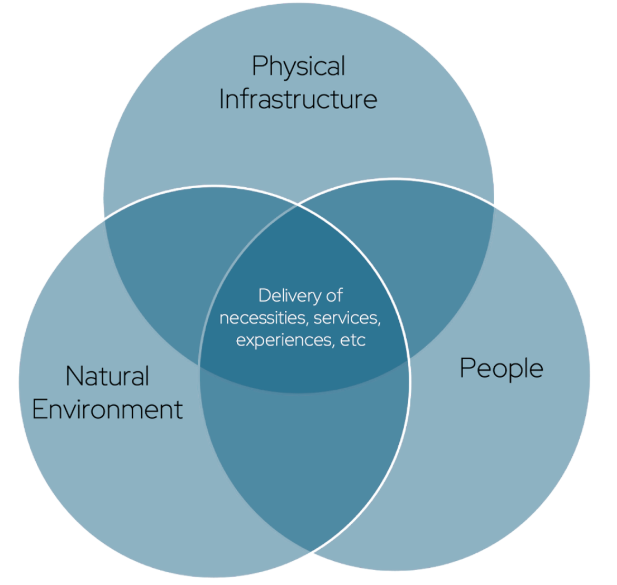 Physical
Infrastructure
Delivery of
necessities, services,
experiences, etc
Natural
Environment
People